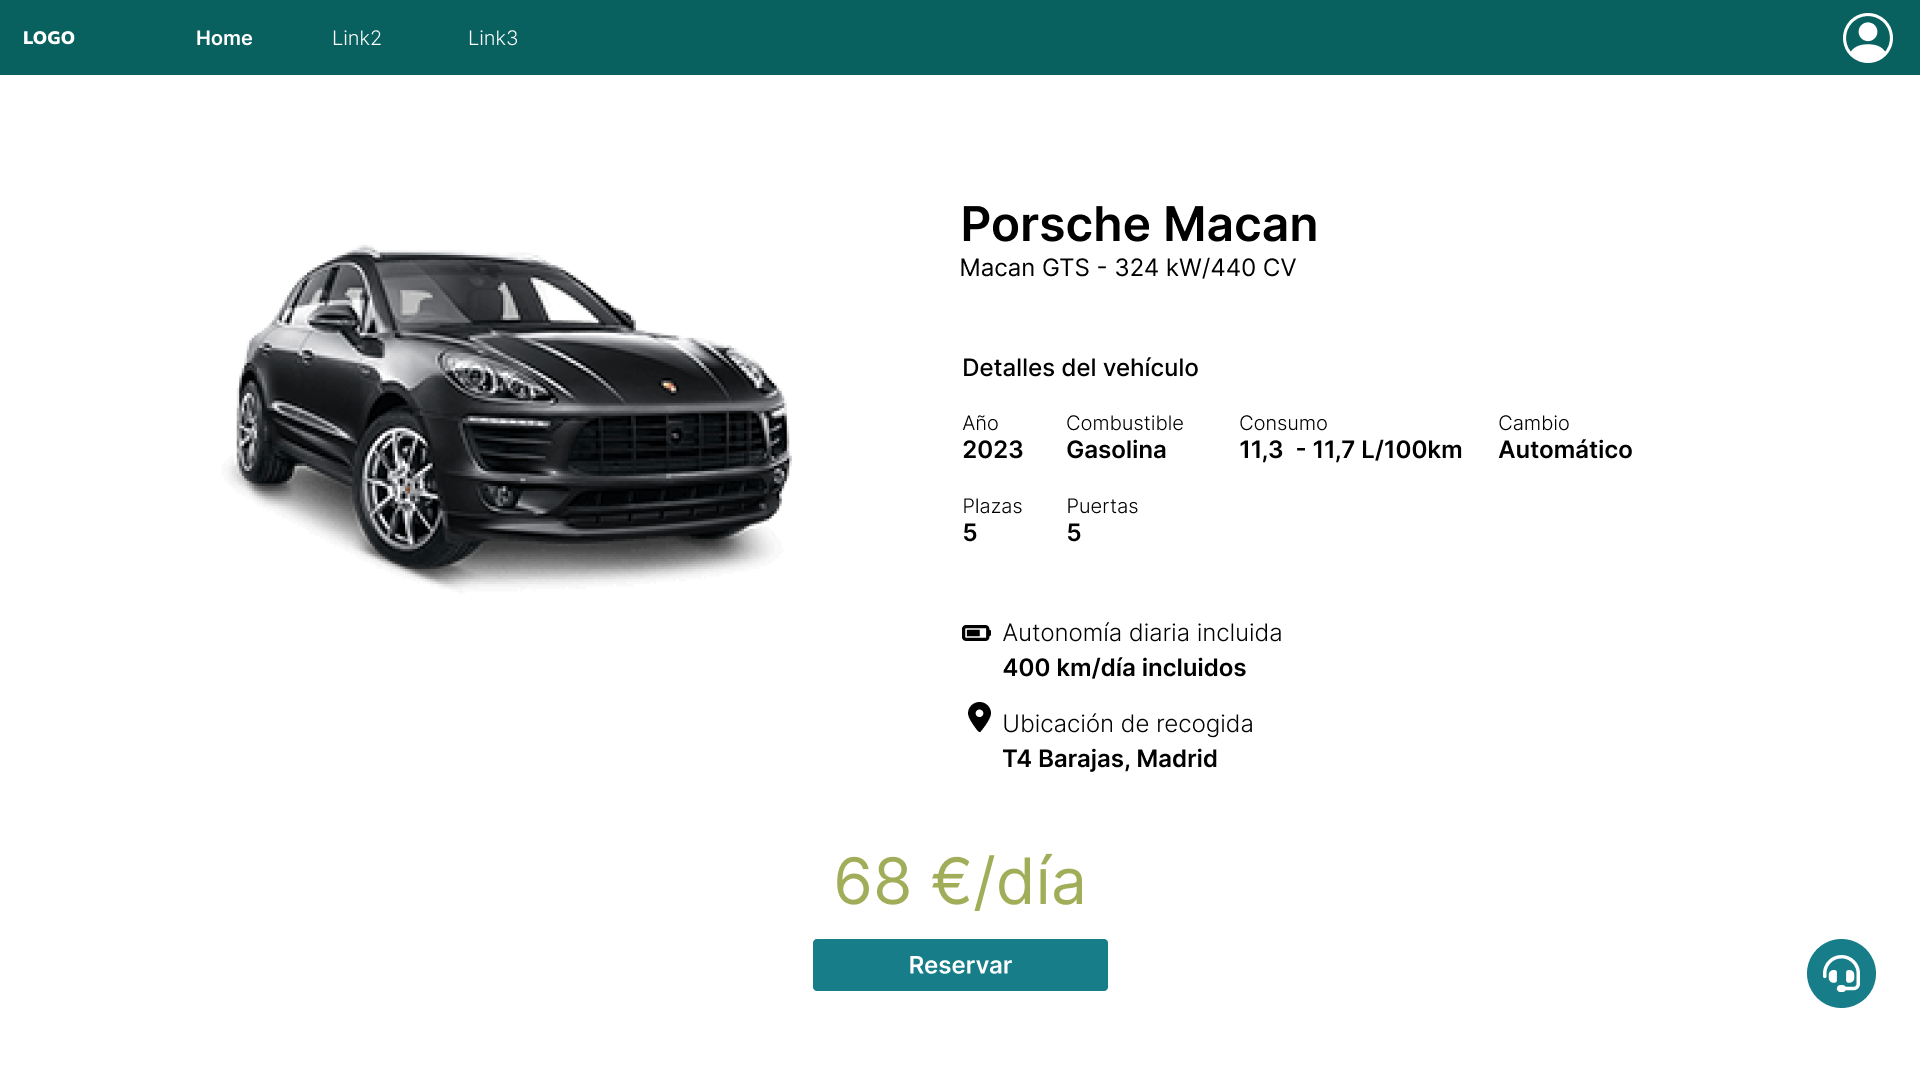 LOGO
Home
Link2
Link3
Porsche Macan
Macan GTS - 324 kW/440 CV
Detalles del vehículo
Año
2023
Combustible
Gasolina
Consumo
11,3 - 11,7 L/100km
Cambio
Automático
Plazas
5
Puertas
5
Autonomía diaria incluida
400 km/día incluidos
Ubicación de recogida
T4 Barajas, Madrid
68 €/día
Reservar